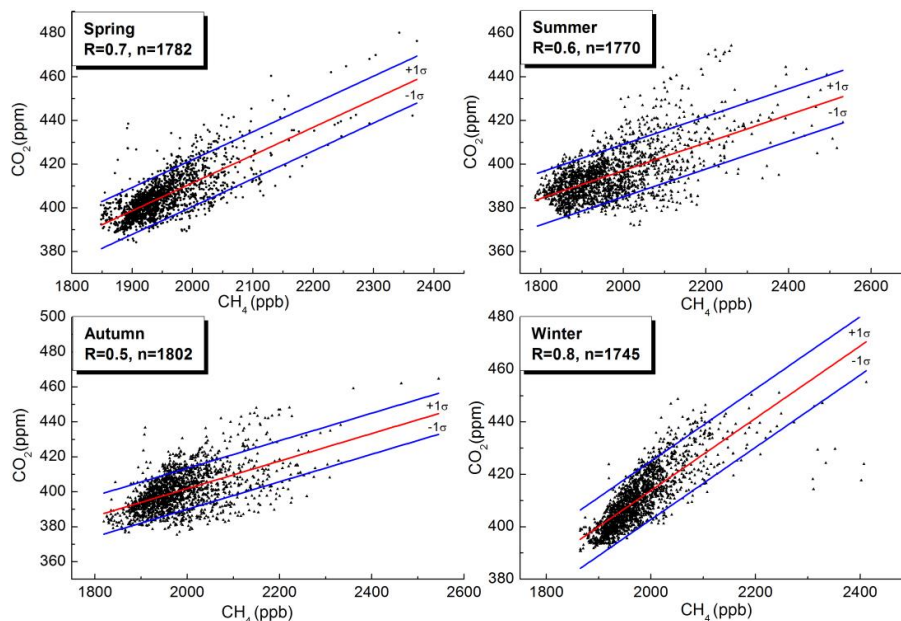 Spring
R=0.7, n=1782
480
460
440
420
400
380
CO₂(ppm)
+1σ
-1σ
1900 2000 2100 2200 2300 2400
CH₄ (ppb)
Summer
R=0.6, n=1770
460
440
420
400
380
360
CO₂(ppm)
+1σ
-1σ
1800 2000 2200 2400 2600
CH₄ (ppb)
Autumn
R=0.5, n=1802
500
460
440
420
400
380
360
350
CO₂(ppm)
+1σ
-1σ
1800 2000 2200 2400 2600
CH₄ (ppb)
Winter
R=0.8, n=1745
480
460
440
420
400
380
CO₂(ppm)
+1σ
-1σ
1800 2000 2200 2400
CH₄ (ppb)